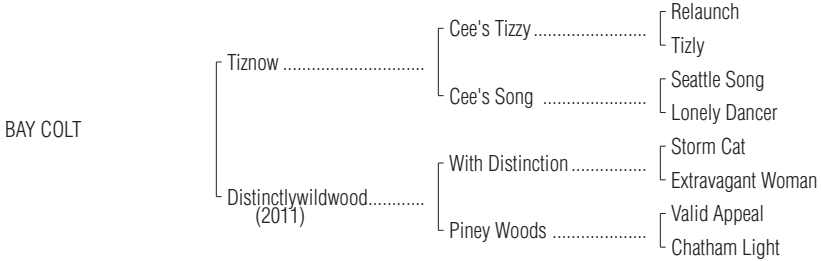 Relaunch
Cee's Tizzy ........................
Tizly
Tiznow ..............................
Seattle Song
Cee's Song ......................
Lonely Dancer
BAY COLT
Storm Cat
With Distinction ................
Extravagant Woman
Distinctlywildwood............
(2011)
Valid Appeal
Piney Woods ....................
Chatham Light